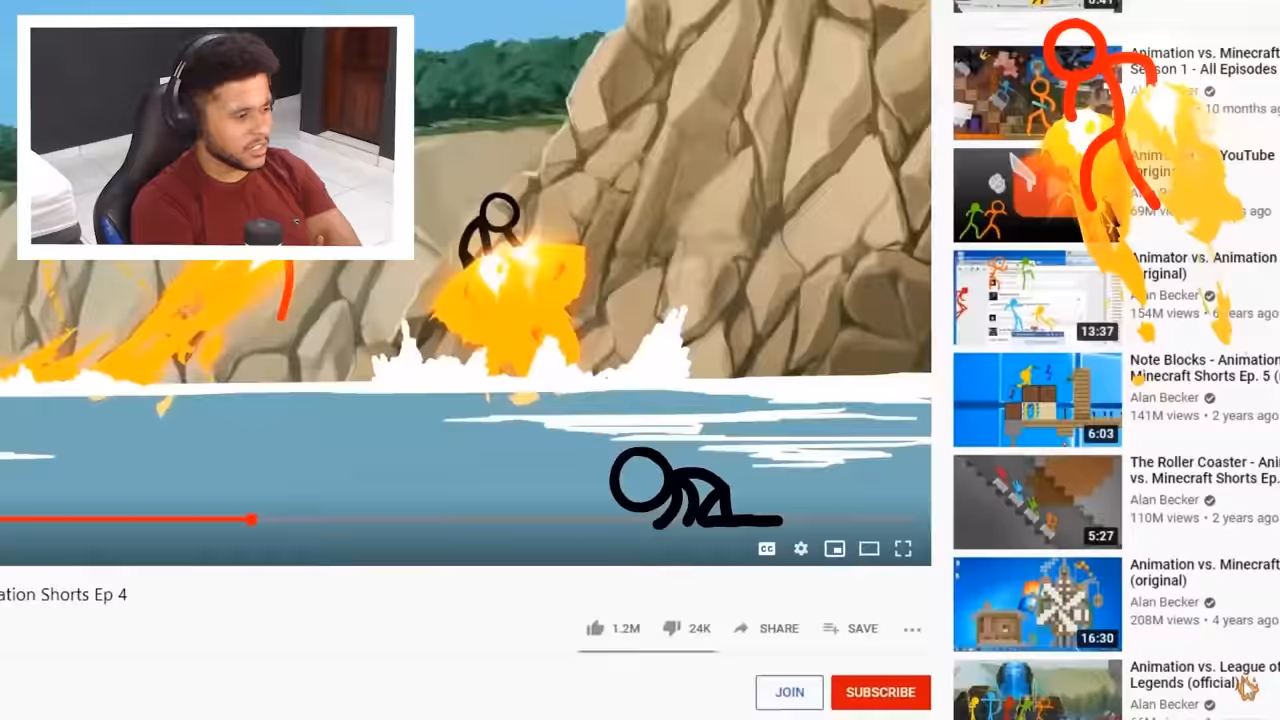 Animation vs. Minecraft
Season 1 - All Episodes
10 months ag
YouTube
69M
Animator vs. Animation
original)
Alan Becker
154M views • 6 years ago
13:37
Note Blocks - Animation
Minecraft Shorts Ep. 5 (
Alan Becker
141M views • 2 years ago
6:03
The Roller Coaster - Ani
vs. Minecraft Shorts Ep.
Alan Becker
110M views • 2 years ago
5:27
Animation vs. Minecraft
(original)
Alan Becker
208M views • 4 years ago
16:30
Animation vs. League of
Legends (official)
Alan Becker
CC
ation Shorts Ep 4
1.2M
24K
SHARE
SAVE
JOIN
SUBSCRIBE